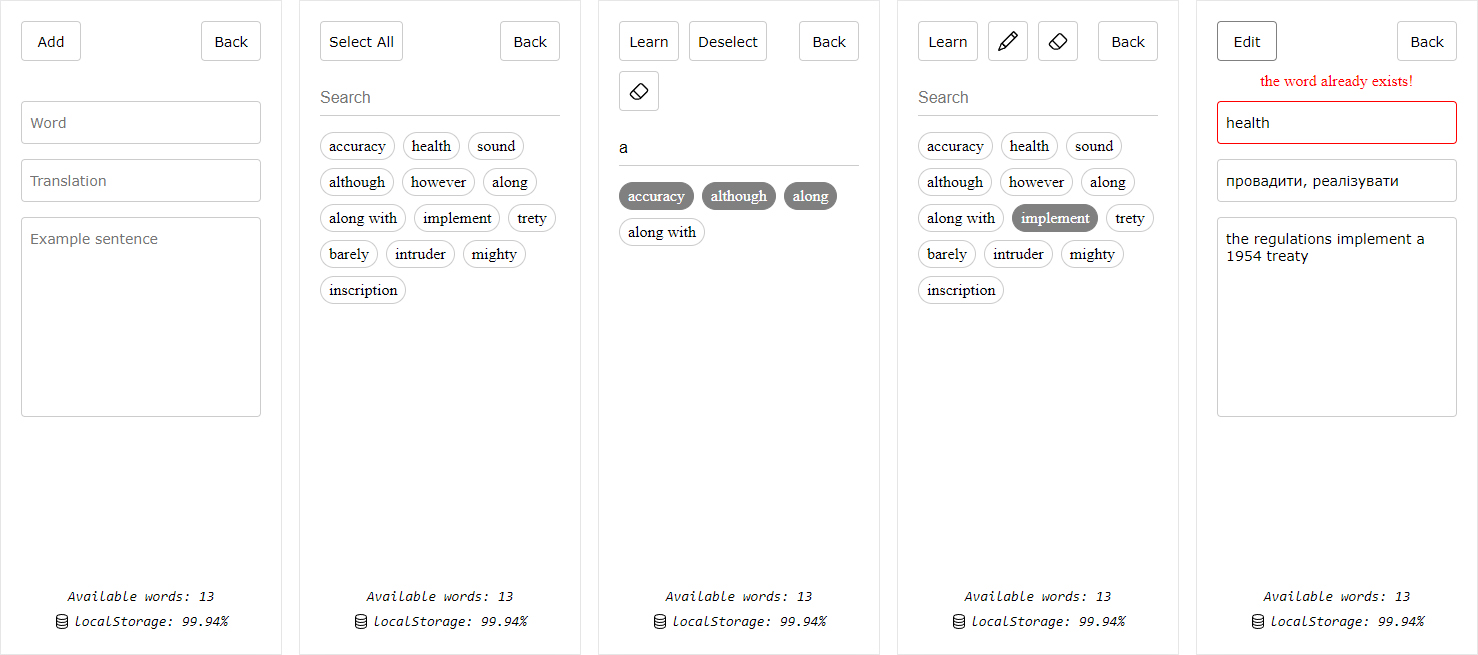 Add Back
Word
Translation
Example sentence
Available words: 13
localStorage: 99.94%
Select All Back
Search
accuracy health sound
although however along
along with implement trety
barely intruder mighty
inscription
Available words: 13
localStorage: 99.94%
Learn Deselect Back
a
accuracy although along
along with
Available words: 13
localStorage: 99.94%
Learn Back
Search
accuracy health sound
although however along
along with implement trety
barely intruder mighty
inscription
Available words: 13
localStorage: 99.94%
Edit Back
the word already exists!
health
провадити, реалізувати
the regulations implement a
1954 treaty
Available words: 13
localStorage: 99.94%